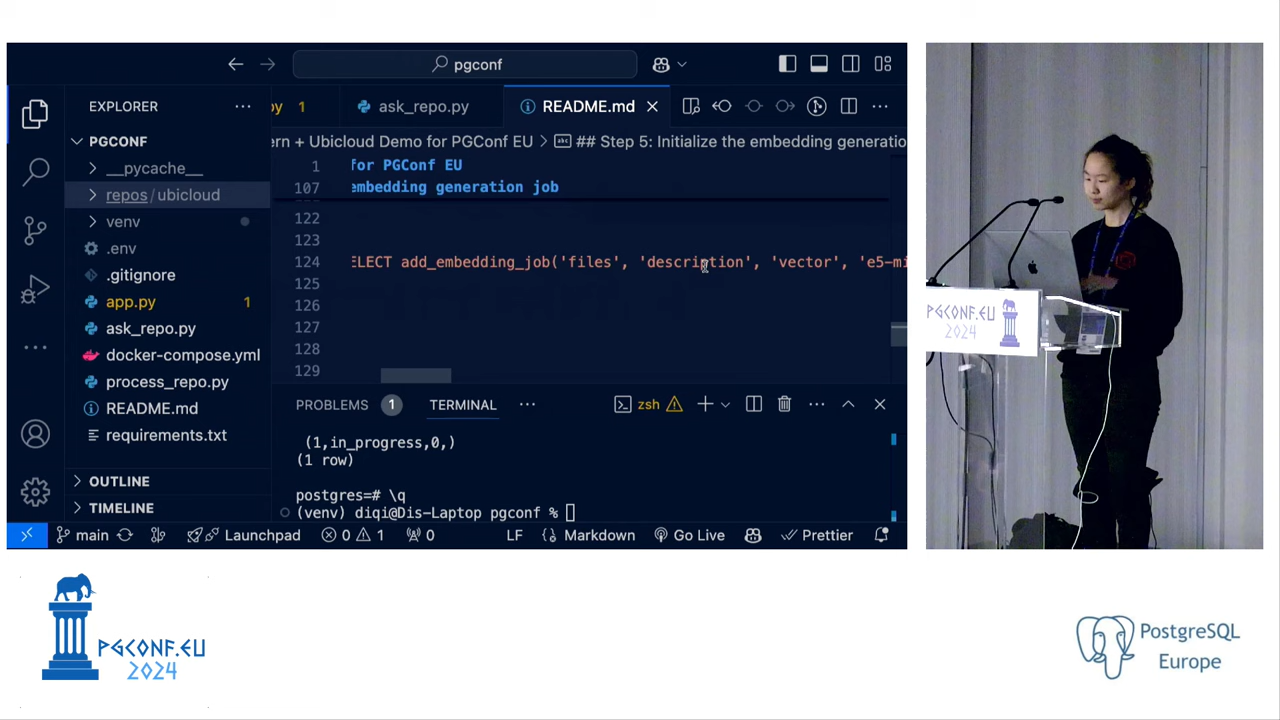 pgconf
EXPLORER
PGCONF
__pycache__
repos/ubicloud
venv
.env
.gitignore
app.py 1
ask_repo.py
docker-compose.yml
process_repo.py
README.md
requirements.txt
OUTLINE
TIMELINE
py 1
ask_repo.py
README.md
ern + Ubicloud Demo for PGConf EU > ## Step 5: Initialize the embedding generatio
1 for PGConf EU
107 embedding generation job
122
123
124 ELECT add_embedding_job('files', 'description', 'vector', 'e5-mi
125
126
127
128
129
PROBLEMS 1 TERMINAL zsh
(1,in_progress,0,)
(1 row)
postgres=# \q
(venv) diqi@Dis-Laptop pgconf %
main Launchpad 0 1 0 LF Markdown Go Live Prettier
PGCONF.EU
2024
PGCONF.EU
2024
PostgreSQL
Europe